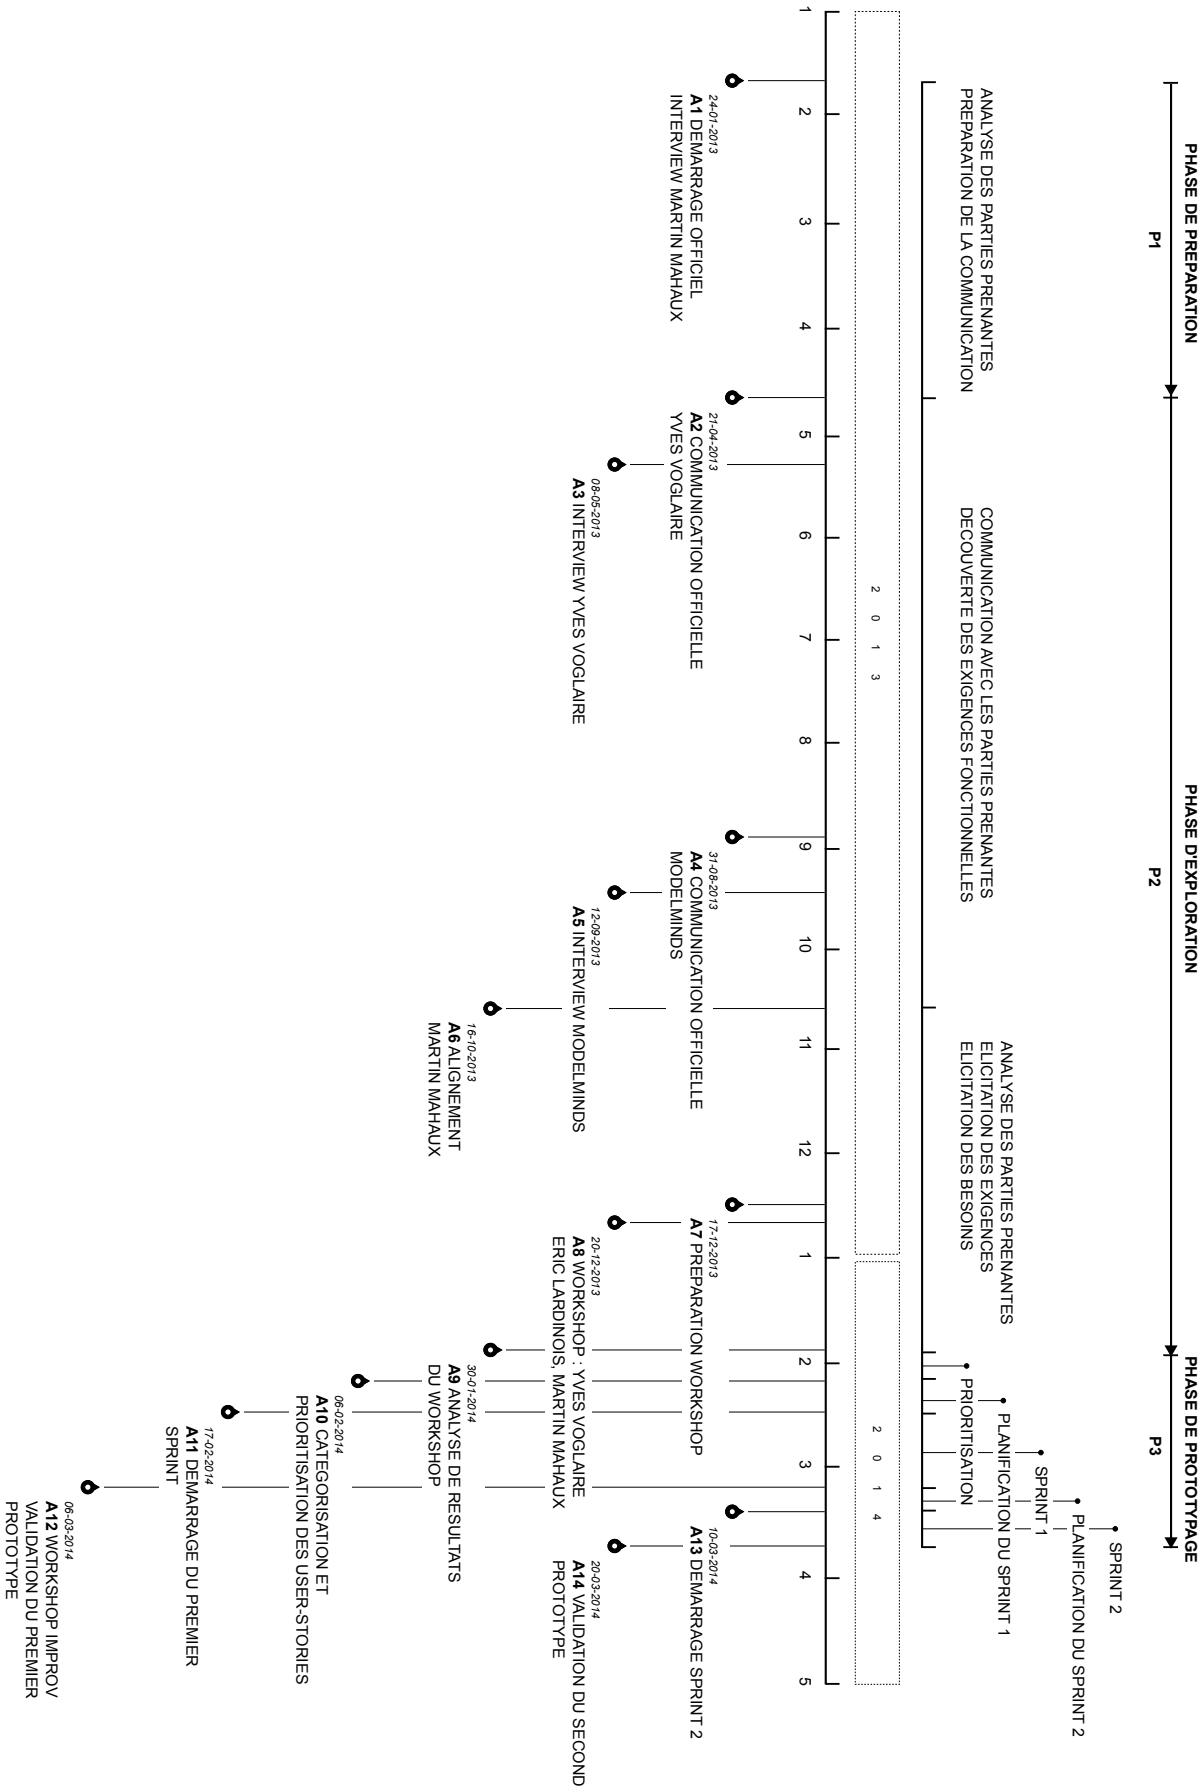 PHASE DE PREPARATION
PHASE D'EXPLORATION
PHASE DE PROTOTYPAGE
P1
P2
P3
SPRINT 2
PLANIFICATION DU SPRINT 2
SPRINT 1
PLANIFICATION DU SPRINT 1
PRIORITISATION
ANALYSE DES PARTIES PRENANTES
PREPARATION DE LA COMMUNICATION
COMMUNICATION AVEC LES PARTIES PRENANTES
DECOUVERTE DES EXIGENCES FONCTIONNELLES
ANALYSE DES PARTIES PRENANTES
ELICITATION DES EXIGENCES
ELICITATION DES BESOINS
2 0 1 3
2 0 1 4
1 2 3 4 5 6 7 8 9 10 11 12 1 2 3 4 5
24-01-2013
A1 DEMARRAGE OFFICIEL
INTERVIEW MARTIN MAHAUX
21-04-2013
A2 COMMUNICATION OFFICIELLE
YVES VOGLAIRE
08-05-2013
A3 INTERVIEW YVES VOGLAIRE
31-08-2013
A4 COMMUNICATION OFFICIELLE
MODELMINDS
12-09-2013
A5 INTERVIEW MODELMINDS
16-10-2013
A6 ALIGNEMENT
MARTIN MAHAUX
17-12-2013
A7 PREPARATION WORKSHOP
20-12-2013
A8 WORKSHOP : YVES VOGLAIRE
ERIC LARDINOIS, MARTIN MAHAUX
30-01-2014
A9 ANALYSE DE RESULTATS
DU WORKSHOP
06-02-2014
A10 CATEGORISATION ET
PRIORITISATION DES USER-STORIES
17-02-2014
A11 DEMARRAGE DU PREMIER
SPRINT
06-03-2014
A12 WORKSHOP IMPROV
VALIDATION DU PREMIER
PROTOTYPE
10-03-2014
A13 DEMARRAGE SPRINT 2
20-03-2014
A14 VALIDATION DU SECOND
PROTOTYPE